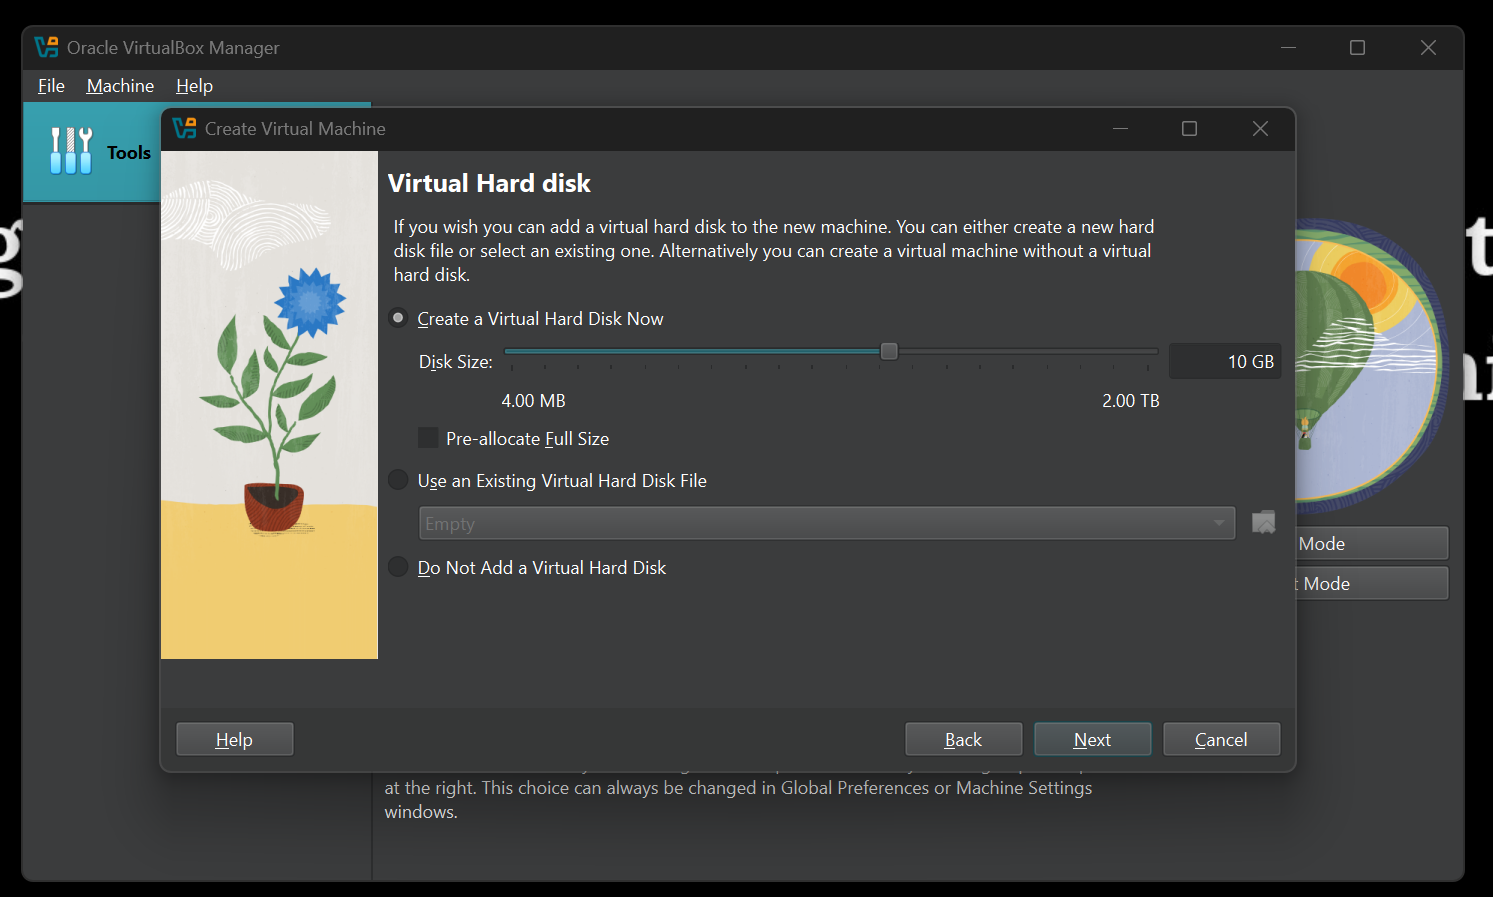 Oracle VirtualBox Manager
File Machine Help
Tools
Create Virtual Machine
Virtual Hard disk
If you wish you can add a virtual hard disk to the new machine. You can either create a new hard
disk file or select an existing one. Alternatively you can create a virtual machine without a virtual
hard disk.
Create a Virtual Hard Disk Now
Disk Size:
10 GB
4.00 MB
2.00 TB
Pre-allocate Full Size
Use an Existing Virtual Hard Disk File
Empty
Do Not Add a Virtual Hard Disk
Mode
t Mode
Help
Back
Next
Cancel
at the right. This choice can always be changed in Global Preferences or Machine Settings
windows.